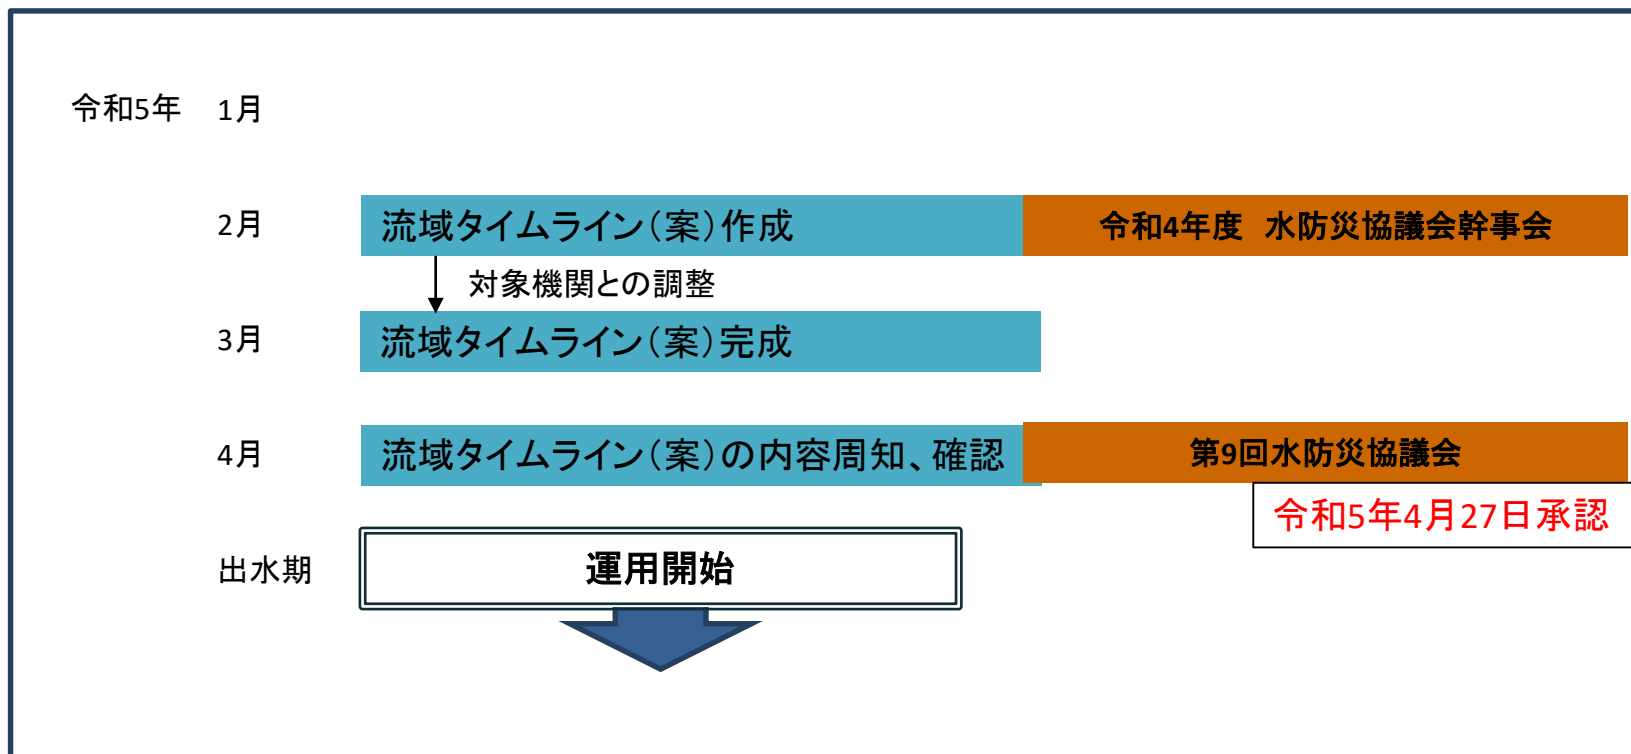 令和5年 1月
2月 流域タイムライン（案）作成 令和4年度　水防災協議会幹事会
対象機関との調整
3月 流域タイムライン（案）完成
4月 流域タイムライン（案）の内容周知、確認 第9回水防災協議会
令和5年4月27日承認
出水期 運用開始